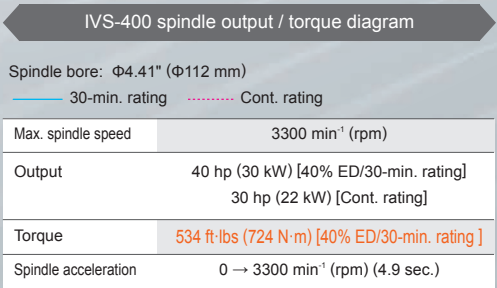 IVS-400 spindle output / torque diagram
Spindle bore: Φ4.41" (Φ112 mm)
30-min. rating Cont. rating
Max. spindle speed 3300 min⁻¹ (rpm)
Output 40 hp (30 kW) [40% ED/30-min. rating]
30 hp (22 kW) [Cont. rating]
Torque 534 ft·lbs (724 N·m) [40% ED/30-min. rating ]
Spindle acceleration 0 → 3300 min⁻¹ (rpm) (4.9 sec.)